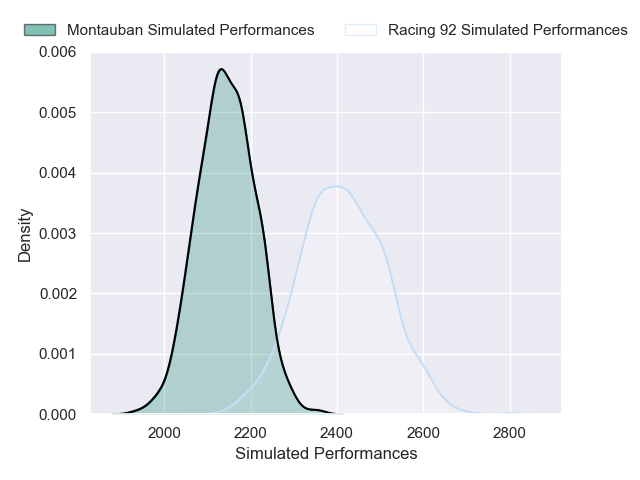 Montauban Simulated Performances
Racing 92 Simulated Performances
0.006
0.005
0.004
0.003
0.002
0.001
0.000
Density
2000 2200 2400 2600 2800
Simulated Performances